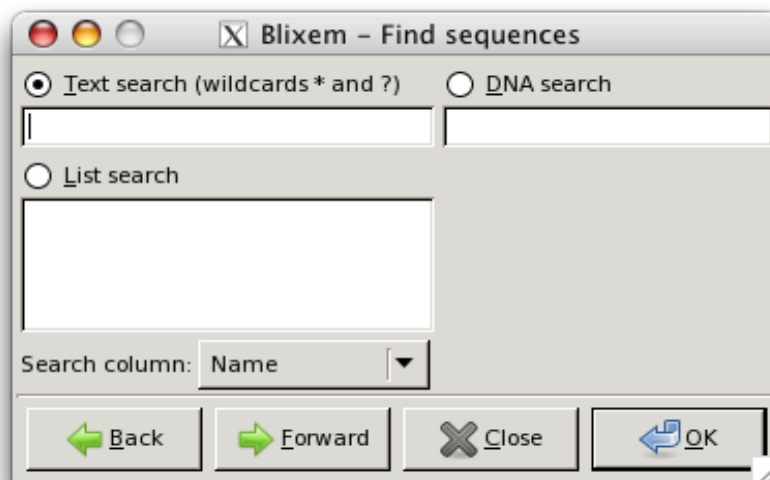 Blixem – Find sequences
Text search (wildcards * and ?) DNA search
List search
Search column: Name
Back Forward Close OK